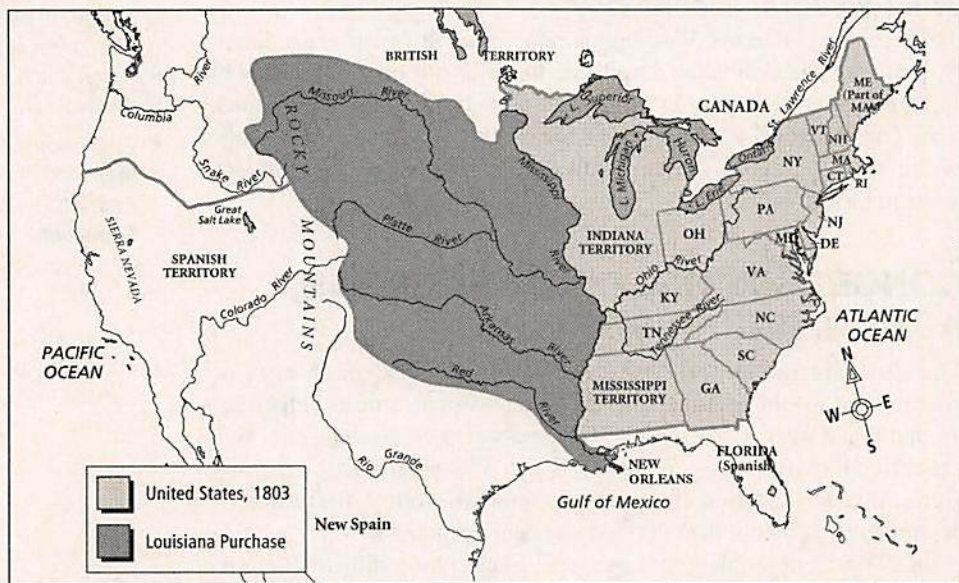 BRITISH TERRITORY
CANADA
St. Lawrence River
ME
(Part of
MA)
VT
NH
MA
CT
RI
NY
NJ
PA
DE
MD
Columbia
River
Snake River
Great
Salt Lake
SIERRA NEVADA
SPANISH
TERRITORY
Colorado River
ROCKY
MOUNTAINS
Missouri River
Platte River
Arkansas River
Red River
Mississippi
River
L. Superior
L. Michigan
Huron
Ontario
L. Erie
INDIANA
TERRITORY
OH
Ohio River
VA
KY
TN
Tennessee River
NC
SC
GA
MISSISSIPPI
TERRITORY
PACIFIC
OCEAN
ATLANTIC
OCEAN
N
W
E
S
FLORIDA
(Spanish)
NEW
ORLEANS
Gulf of Mexico
Rio Grande
New Spain
United States, 1803
Louisiana Purchase